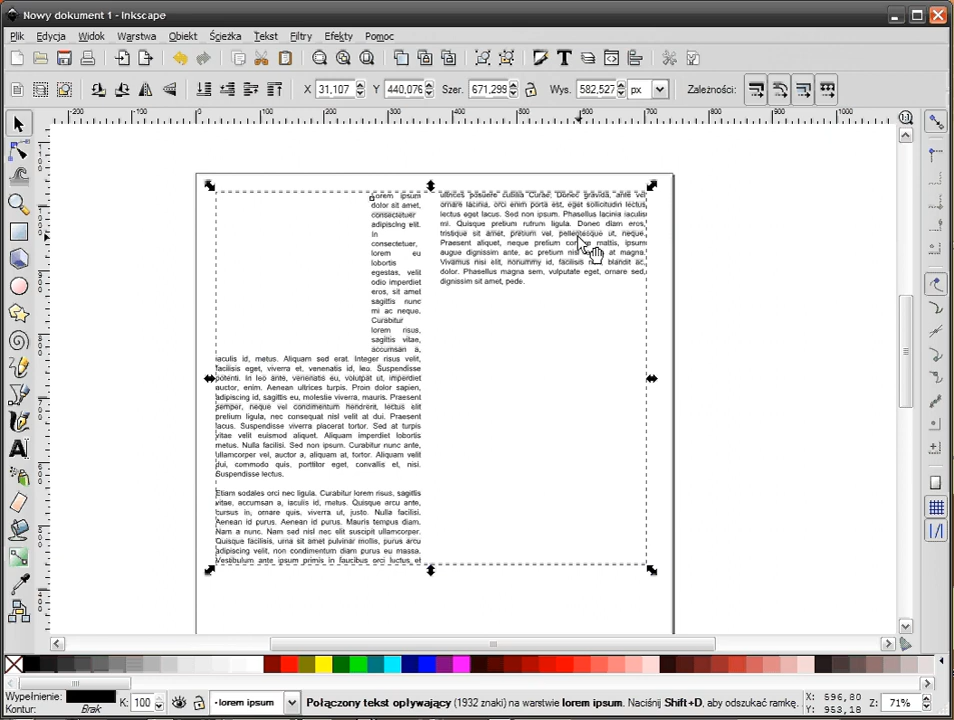 Nowy dokument 1 - Inkscape
Plik Edycja Widok Warstwa Obiekt Ścieżka Tekst Filtry Efekty Pomoc
X 31,107 Y 440,076 Szer. 671,299 Wys. 582,527 px Zależności:
-200 -100 0 100 200 300 400 500 600 700 800 900 1000
Lorem ipsum
dolor sit amet,
consectetuer
adipiscing elit.
In
consectetuer,
lorem eu
lobortis
egestas, velit
odio imperdiet
eros, sit amet
sagittis nunc
mi ac neque.
Curabitur
lorem risus,
sagittis vitae,
accumsan a,
iaculis id, metus. Aliquam sed erat. Integer risus velit,
facilisis eget, viverra et, venenatis id, leo. Suspendisse
potenti. In leo ante, venenatis eu, volutpat ut, imperdiet
auctor, enim. Aenean ultrices turpis. Proin dolor sapien,
adipiscing id, sagittis eu, molestie viverra, mauris. Praesent
semper, neque vel condimentum hendrerit, lectus elit
pretium ligula, nec consequat nisl velit at dui. Praesent
lacus. Suspendisse viverra placerat tortor. Sed at turpis
vitae velit euismod aliquet. Aliquam imperdiet lobortis
metus. Nulla facilisi. Sed non ipsum. Curabitur nunc ante,
ullamcorper vel, auctor a, aliquam at, tortor. Aliquam velit
dui, commodo quis, porttitor eget, convallis et, nisi.
Suspendisse lectus.
Etiam sodales orci nec ligula. Curabitur lorem risus, sagittis
vitae, accumsan a, iaculis id, metus. Quisque arcu ante,
cursus in, ornare quis, viverra ut, justo. Nulla facilisi.
Aenean id purus. Aenean id purus. Mauris tempus diam.
Nam a nunc. Nam sed nisl nec elit suscipit ullamcorper.
Quisque facilisis, urna sit amet pulvinar mollis, purus arcu
adipiscing velit, non condimentum diam purus eu massa.
Vestibulum ante ipsum primis in faucibus orci luctus et
ultrices posuere cubilia Curae; Donec gravida, ante vel
ornare lacinia, orci enim porta est, eget sollicitudin lectus
lectus eget lacus. Sed non ipsum. Phasellus lacinia iaculis
mi. Quisque pretium rutrum ligula. Donec diam eros,
tristique sit amet, pretium vel, pellentesque ut, neque.
Praesent aliquet, neque pretium mattis, ipsum
augue dignissim ante, ac pretium nisl at magna.
Vivamus nisi elit, nonummy id, facilisis blandit ac,
dolor. Phasellus magna sem, vulputate eget, ornare sed,
dignissim sit amet, pede.
Wypełnienie: K: 100 lorem ipsum Połączony tekst opływający (1932 znaki) na warstwie lorem ipsum. Naciśnij Shift+D, aby odszukać ramkę. X: 596,80 Z: 71%
Kontur: Brak Y: 953,18